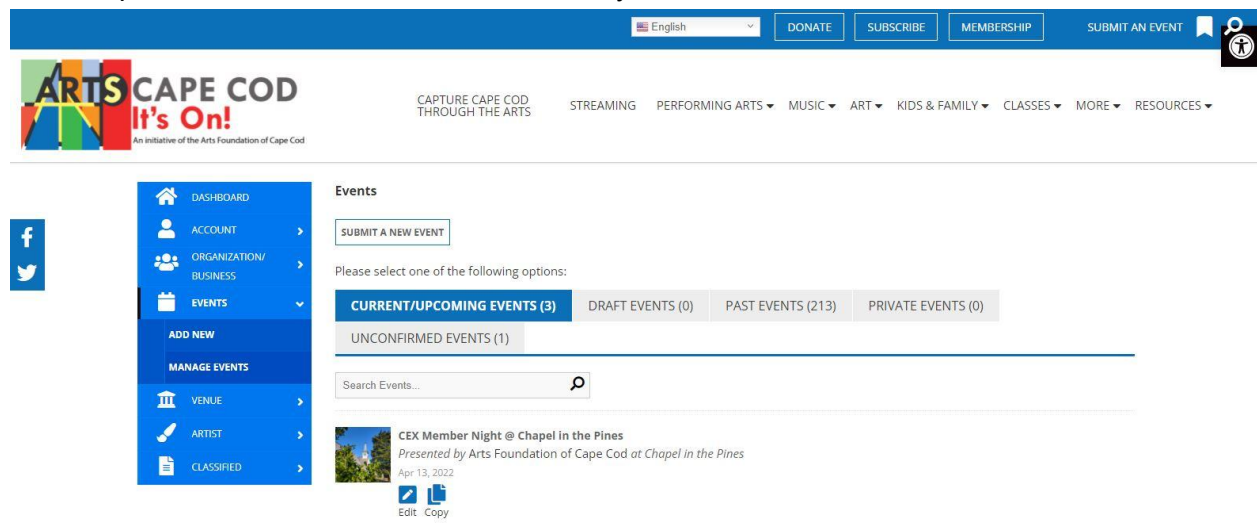 English
DONATE
SUBSCRIBE
MEMBERSHIP
SUBMIT AN EVENT
ARTS CAPE COD
It's On!
An initiative of the Arts Foundation of Cape Cod
CAPTURE CAPE COD
THROUGH THE ARTS
STREAMING
PERFORMING ARTS
MUSIC
ART
KIDS & FAMILY
CLASSES
MORE
RESOURCES
DASHBOARD
ACCOUNT
ORGANIZATION/
BUSINESS
EVENTS
ADD NEW
MANAGE EVENTS
VENUE
ARTIST
CLASSIFIED
Events
SUBMIT A NEW EVENT
Please select one of the following options:
CURRENT/UPCOMING EVENTS (3)
DRAFT EVENTS (0)
PAST EVENTS (213)
PRIVATE EVENTS (0)
UNCONFIRMED EVENTS (1)
Search Events...
CEX Member Night @ Chapel in the Pines
Presented by Arts Foundation of Cape Cod at Chapel in the Pines
Apr 13, 2022
Edit Copy